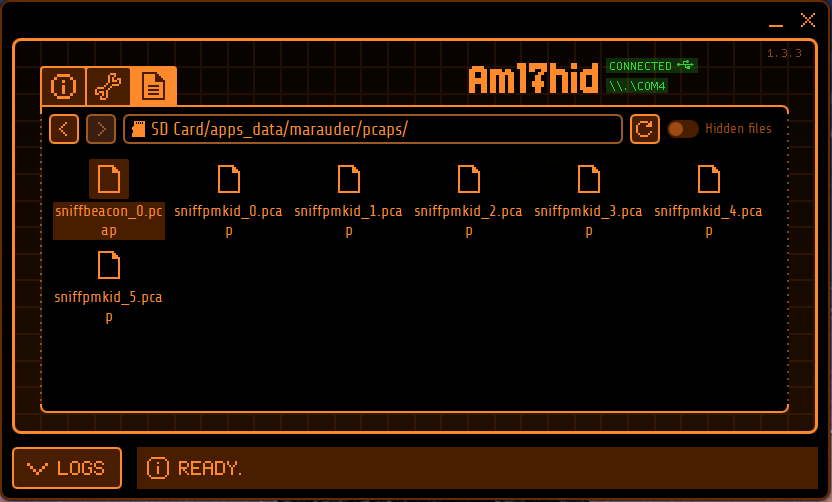 1.3.3
Am17hid
CONNECTED
\\.\COM4
SD Card/apps_data/marauder/pcaps/
Hidden files
sniffbeacon_0.pc
ap
sniffpmkid_0.pca
p
sniffpmkid_1.pca
p
sniffpmkid_2.pca
p
sniffpmkid_3.pca
p
sniffpmkid_4.pca
p
sniffpmkid_5.pca
p
LOGS
READY.